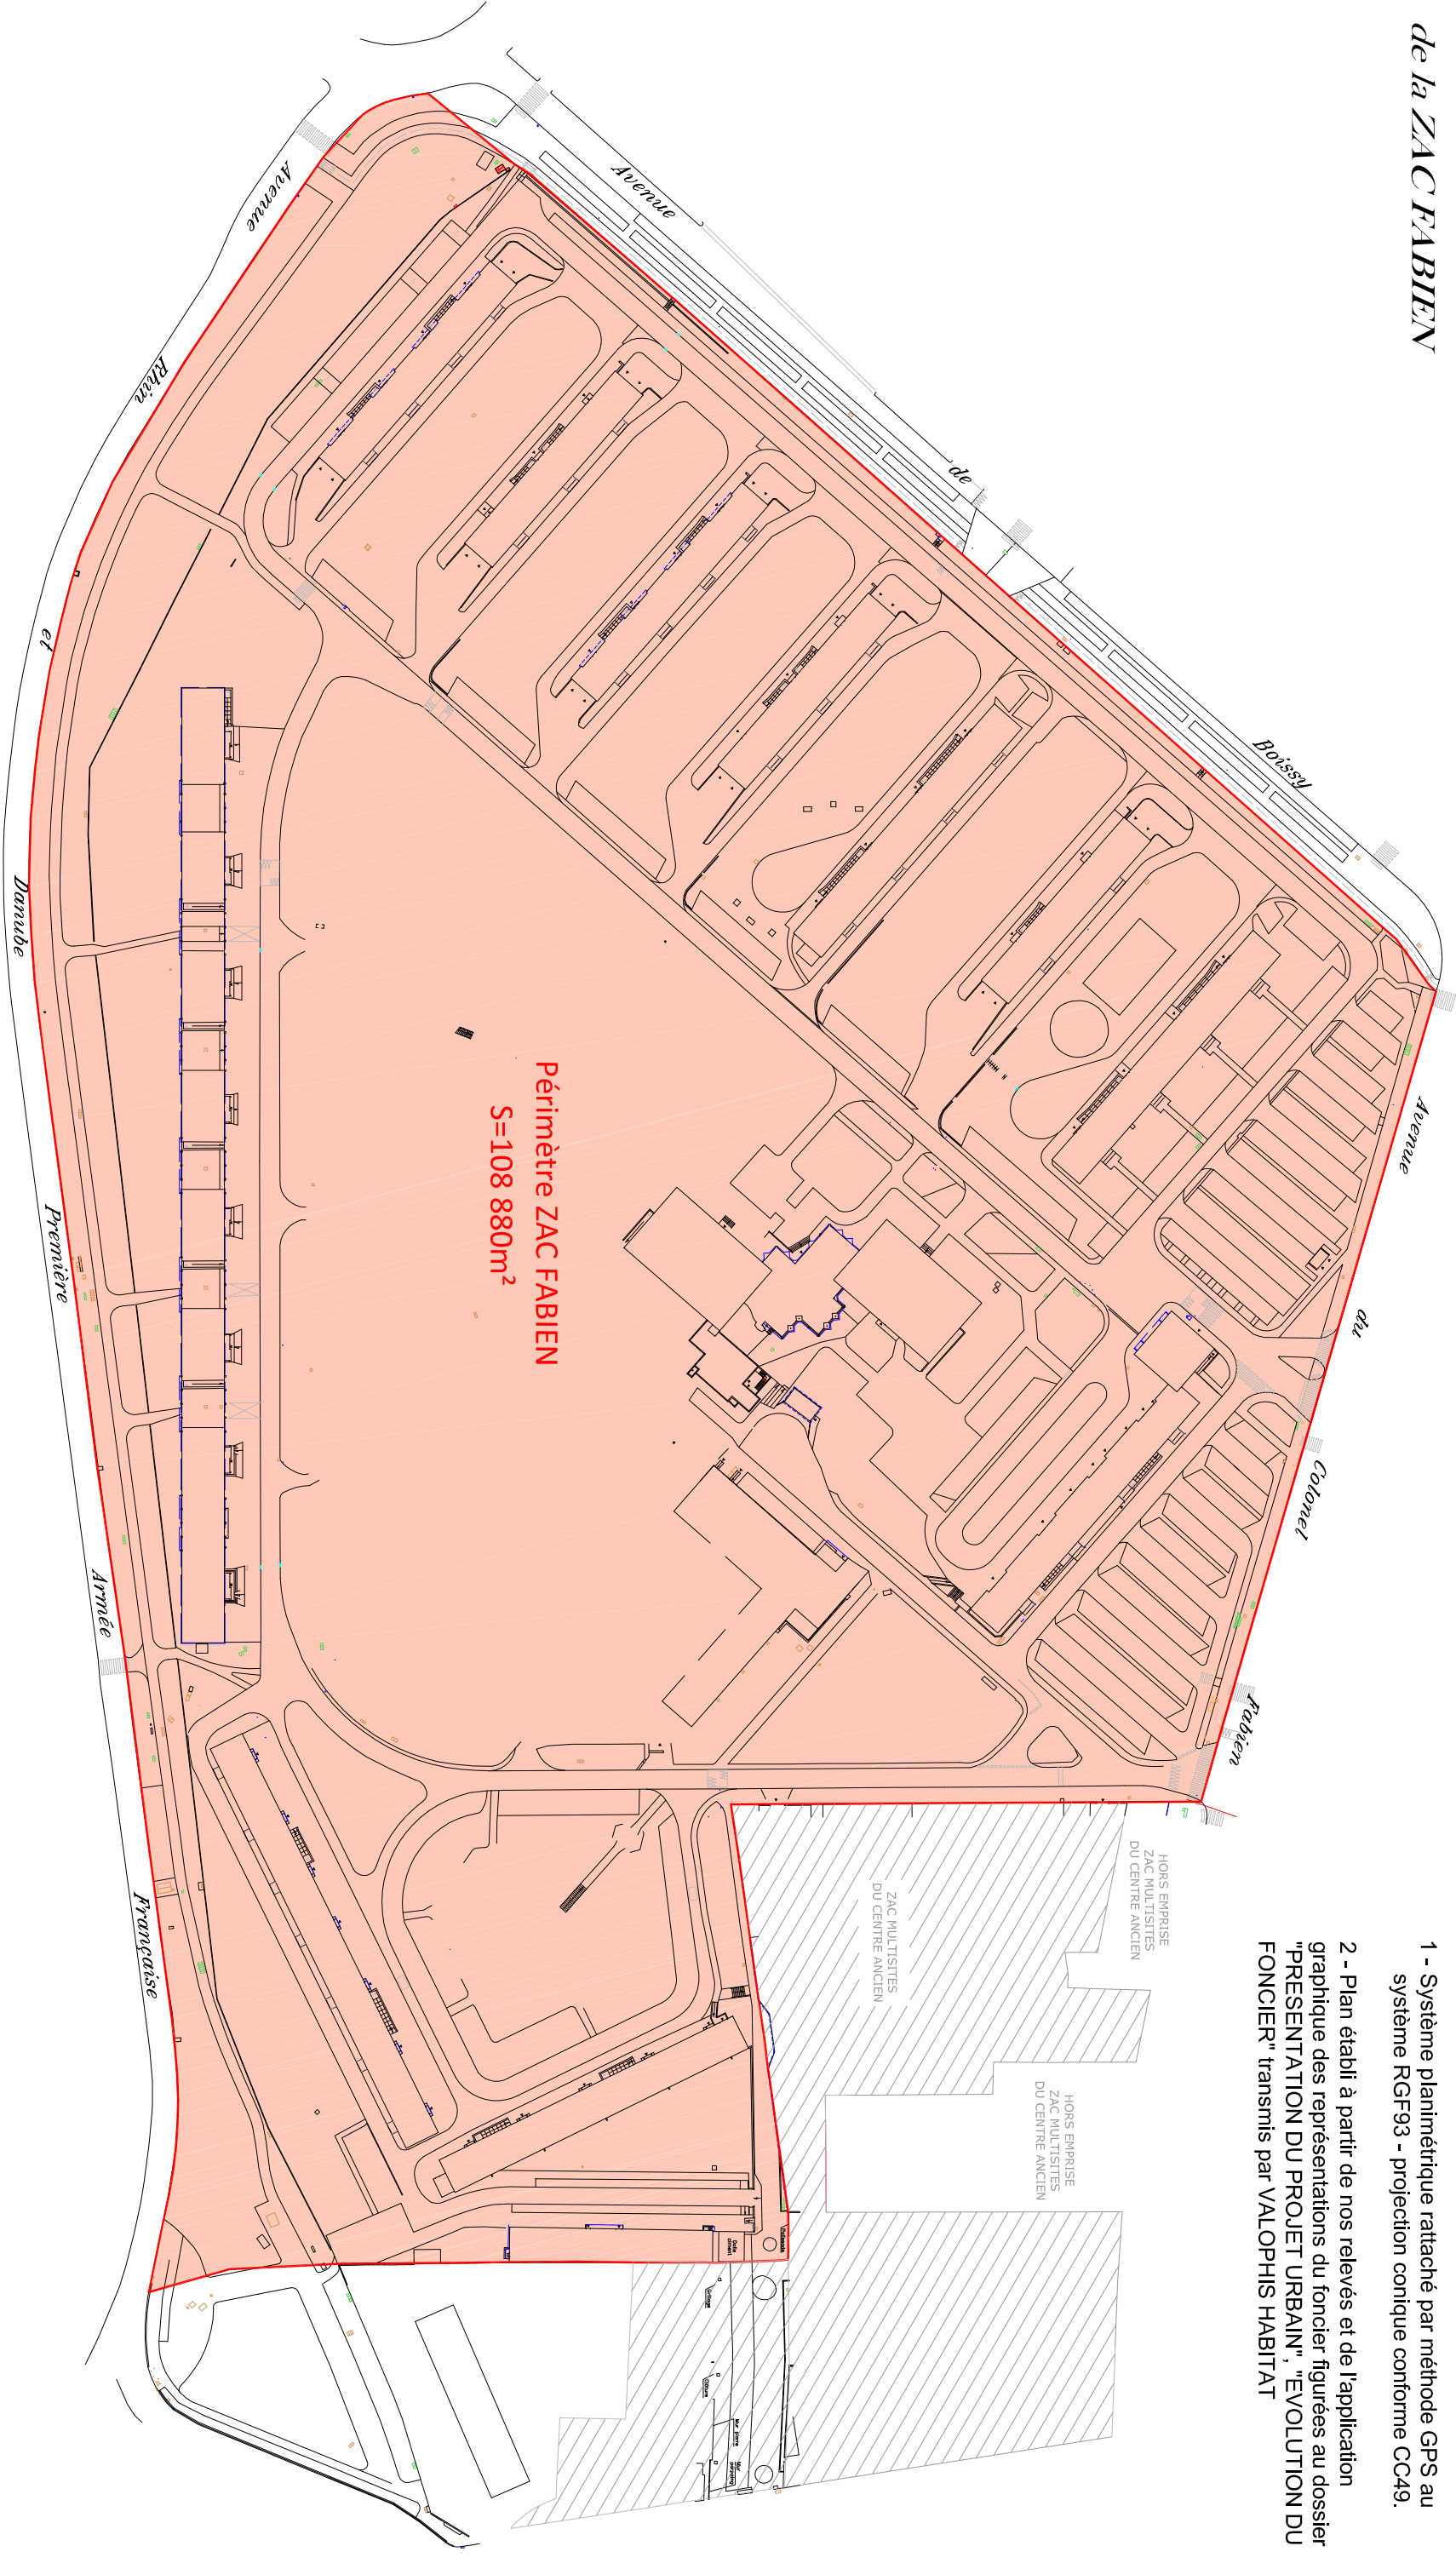 de la ZAC FABIEN
1 - Système planimétrique rattaché par méthode GPS au
système RGF93 - projection conique conforme CC49.
2 - Plan établi à partir de nos relevés et de l'application
graphique des représentations du foncier figurées au dossier
"PRESENTATION DU PROJET URBAIN", "EVOLUTION DU
FONCIER" transmis par VALOPHIS HABITAT
Avenue
de
Boissy
Avenue
du
Colonel
Fabien
Périmètre ZAC FABIEN
S=108 880m²
HORS EMPRISE
ZAC MULTISITES
DU CENTRE ANCIEN
ZAC MULTISITES
DU CENTRE ANCIEN
HORS EMPRISE
ZAC MULTISITES
DU CENTRE ANCIEN
Avenue
Rhin
et
Danube
Première
Armée
Française